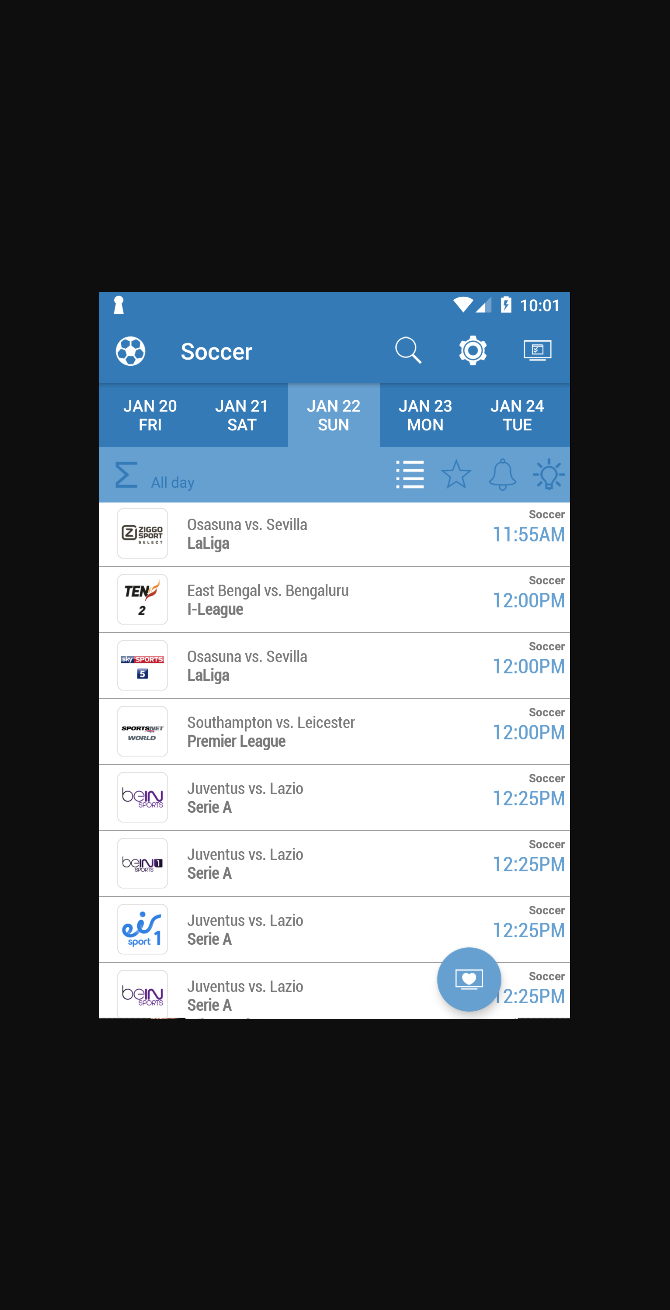 10:01
Soccer
JAN 20 JAN 21 JAN 22 JAN 23 JAN 24
FRI SAT SUN MON TUE
All day
ZIGGO SPORT SELECT
Osasuna vs. Sevilla
LaLiga
Soccer
11:55AM
TEN 2
East Bengal vs. Bengaluru
I-League
Soccer
12:00PM
sky SPORTS 5
Osasuna vs. Sevilla
LaLiga
Soccer
12:00PM
SPORTSNET WORLD
Southampton vs. Leicester
Premier League
Soccer
12:00PM
beIN SPORTS
Juventus vs. Lazio
Serie A
Soccer
12:25PM
beIN 1 SPORTS
Juventus vs. Lazio
Serie A
Soccer
12:25PM
eir sport 1
Juventus vs. Lazio
Serie A
Soccer
12:25PM
beIN SPORTS
Juventus vs. Lazio
Serie A
Soccer
12:25PM